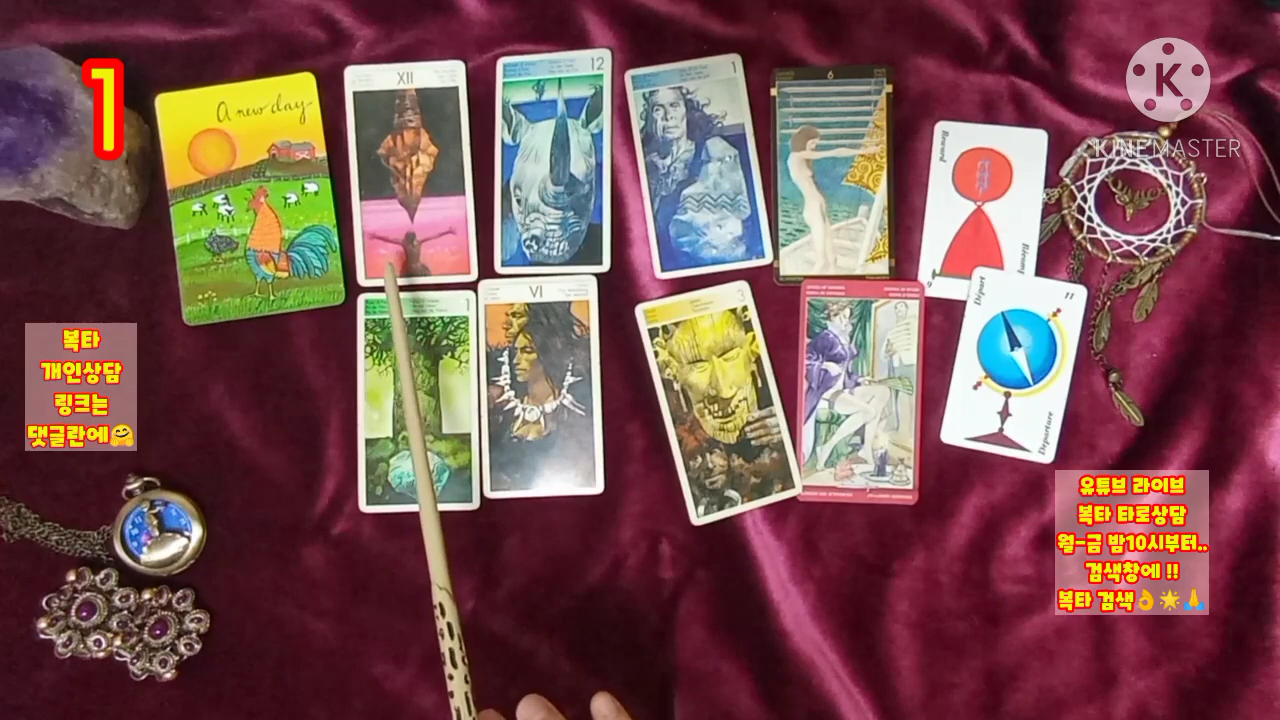 1
A new day
XII
12
1
6
Reward
K
KINEMASTER
복타
개인상담
링크는
댓글란에🤗
1
VI
3
Départ
11
Departure
유튜브 라이브
복타 타로상담
월-금 밤10시부터..
검색창에 !!
복타 검색👌🌟🙏